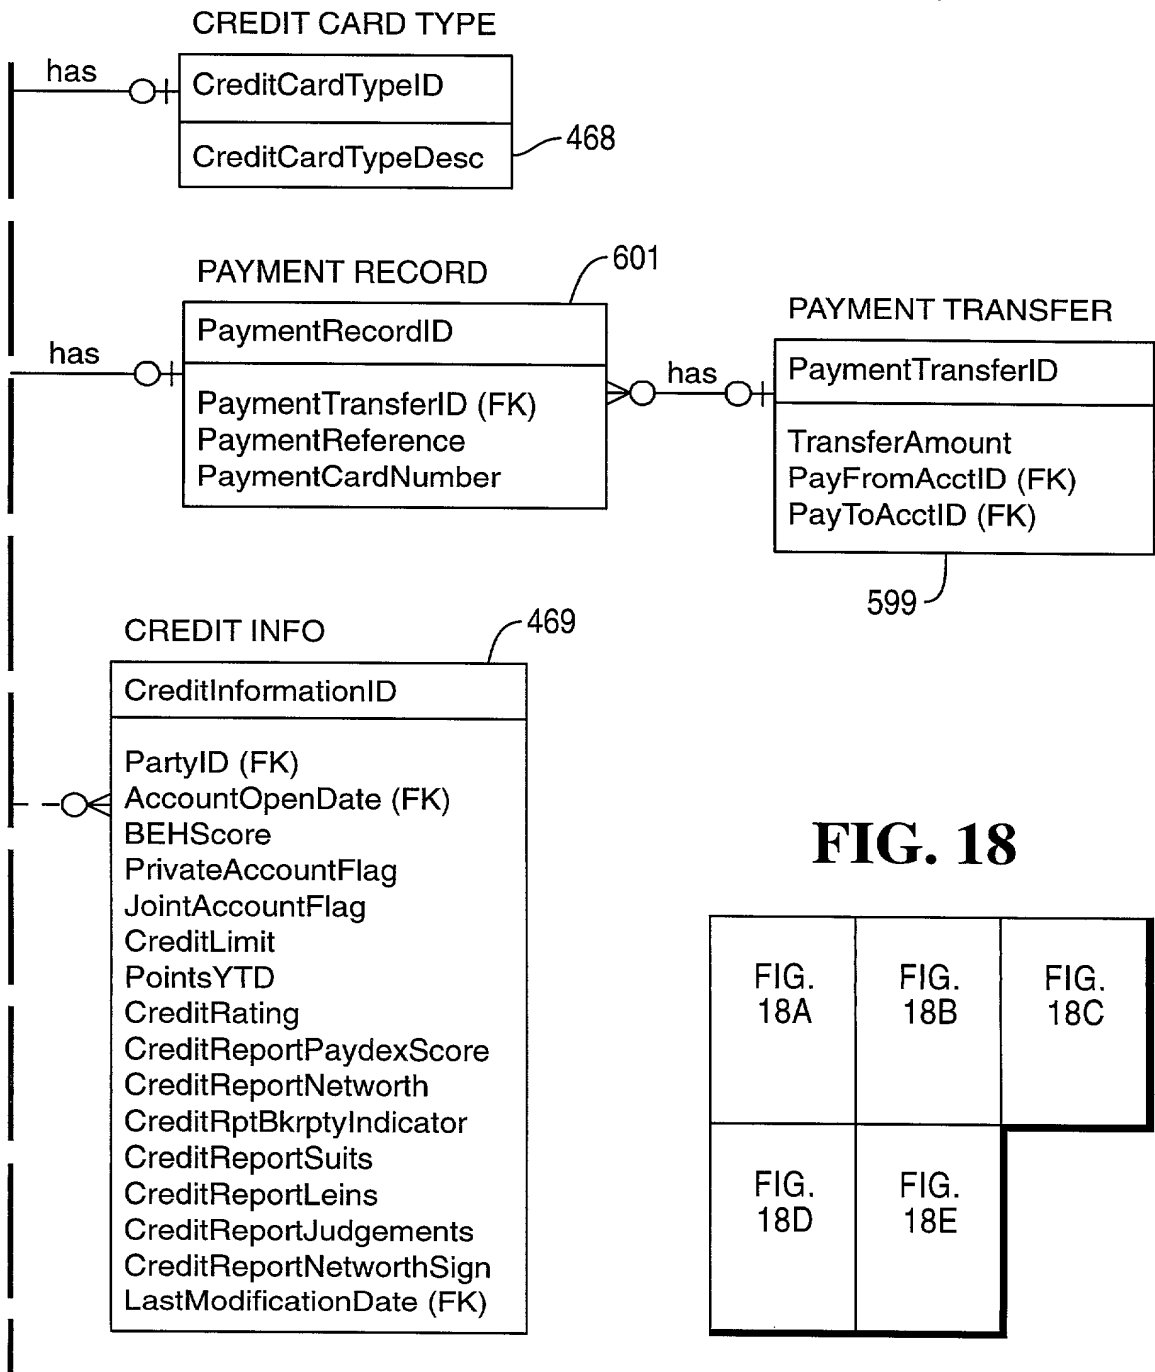 CREDIT CARD TYPE
has
CreditCardTypeID
CreditCardTypeDesc
468
PAYMENT RECORD
601
has
PaymentRecordID
PaymentTransferID (FK)
PaymentReference
PaymentCardNumber
has
PAYMENT TRANSFER
PaymentTransferID
TransferAmount
PayFromAcctID (FK)
PayToAcctID (FK)
599
CREDIT INFO
469
CreditInformationID
PartyID (FK)
AccountOpenDate (FK)
BEHScore
PrivateAccountFlag
JointAccountFlag
CreditLimit
PointsYTD
CreditRating
CreditReportPaydexScore
CreditReportNetworth
CreditRptBkrptyIndicator
CreditReportSuits
CreditReportLeins
CreditReportJudgements
CreditReportNetworthSign
LastModificationDate (FK)
FIG. 18
FIG.
18A
FIG.
18B
FIG.
18C
FIG.
18D
FIG.
18E